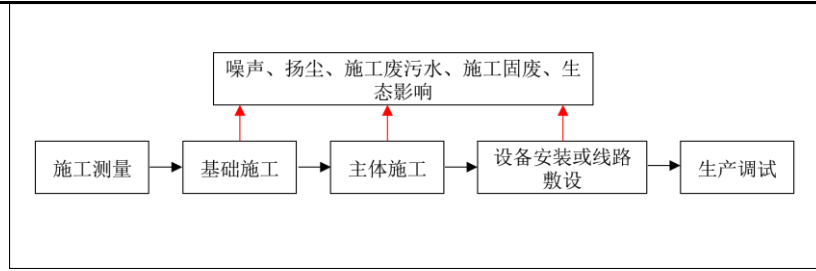 噪声、扬尘、施工废污水、施工固废、生
态影响
施工测量
基础施工
主体施工
设备安装或线路
敷设
生产调试